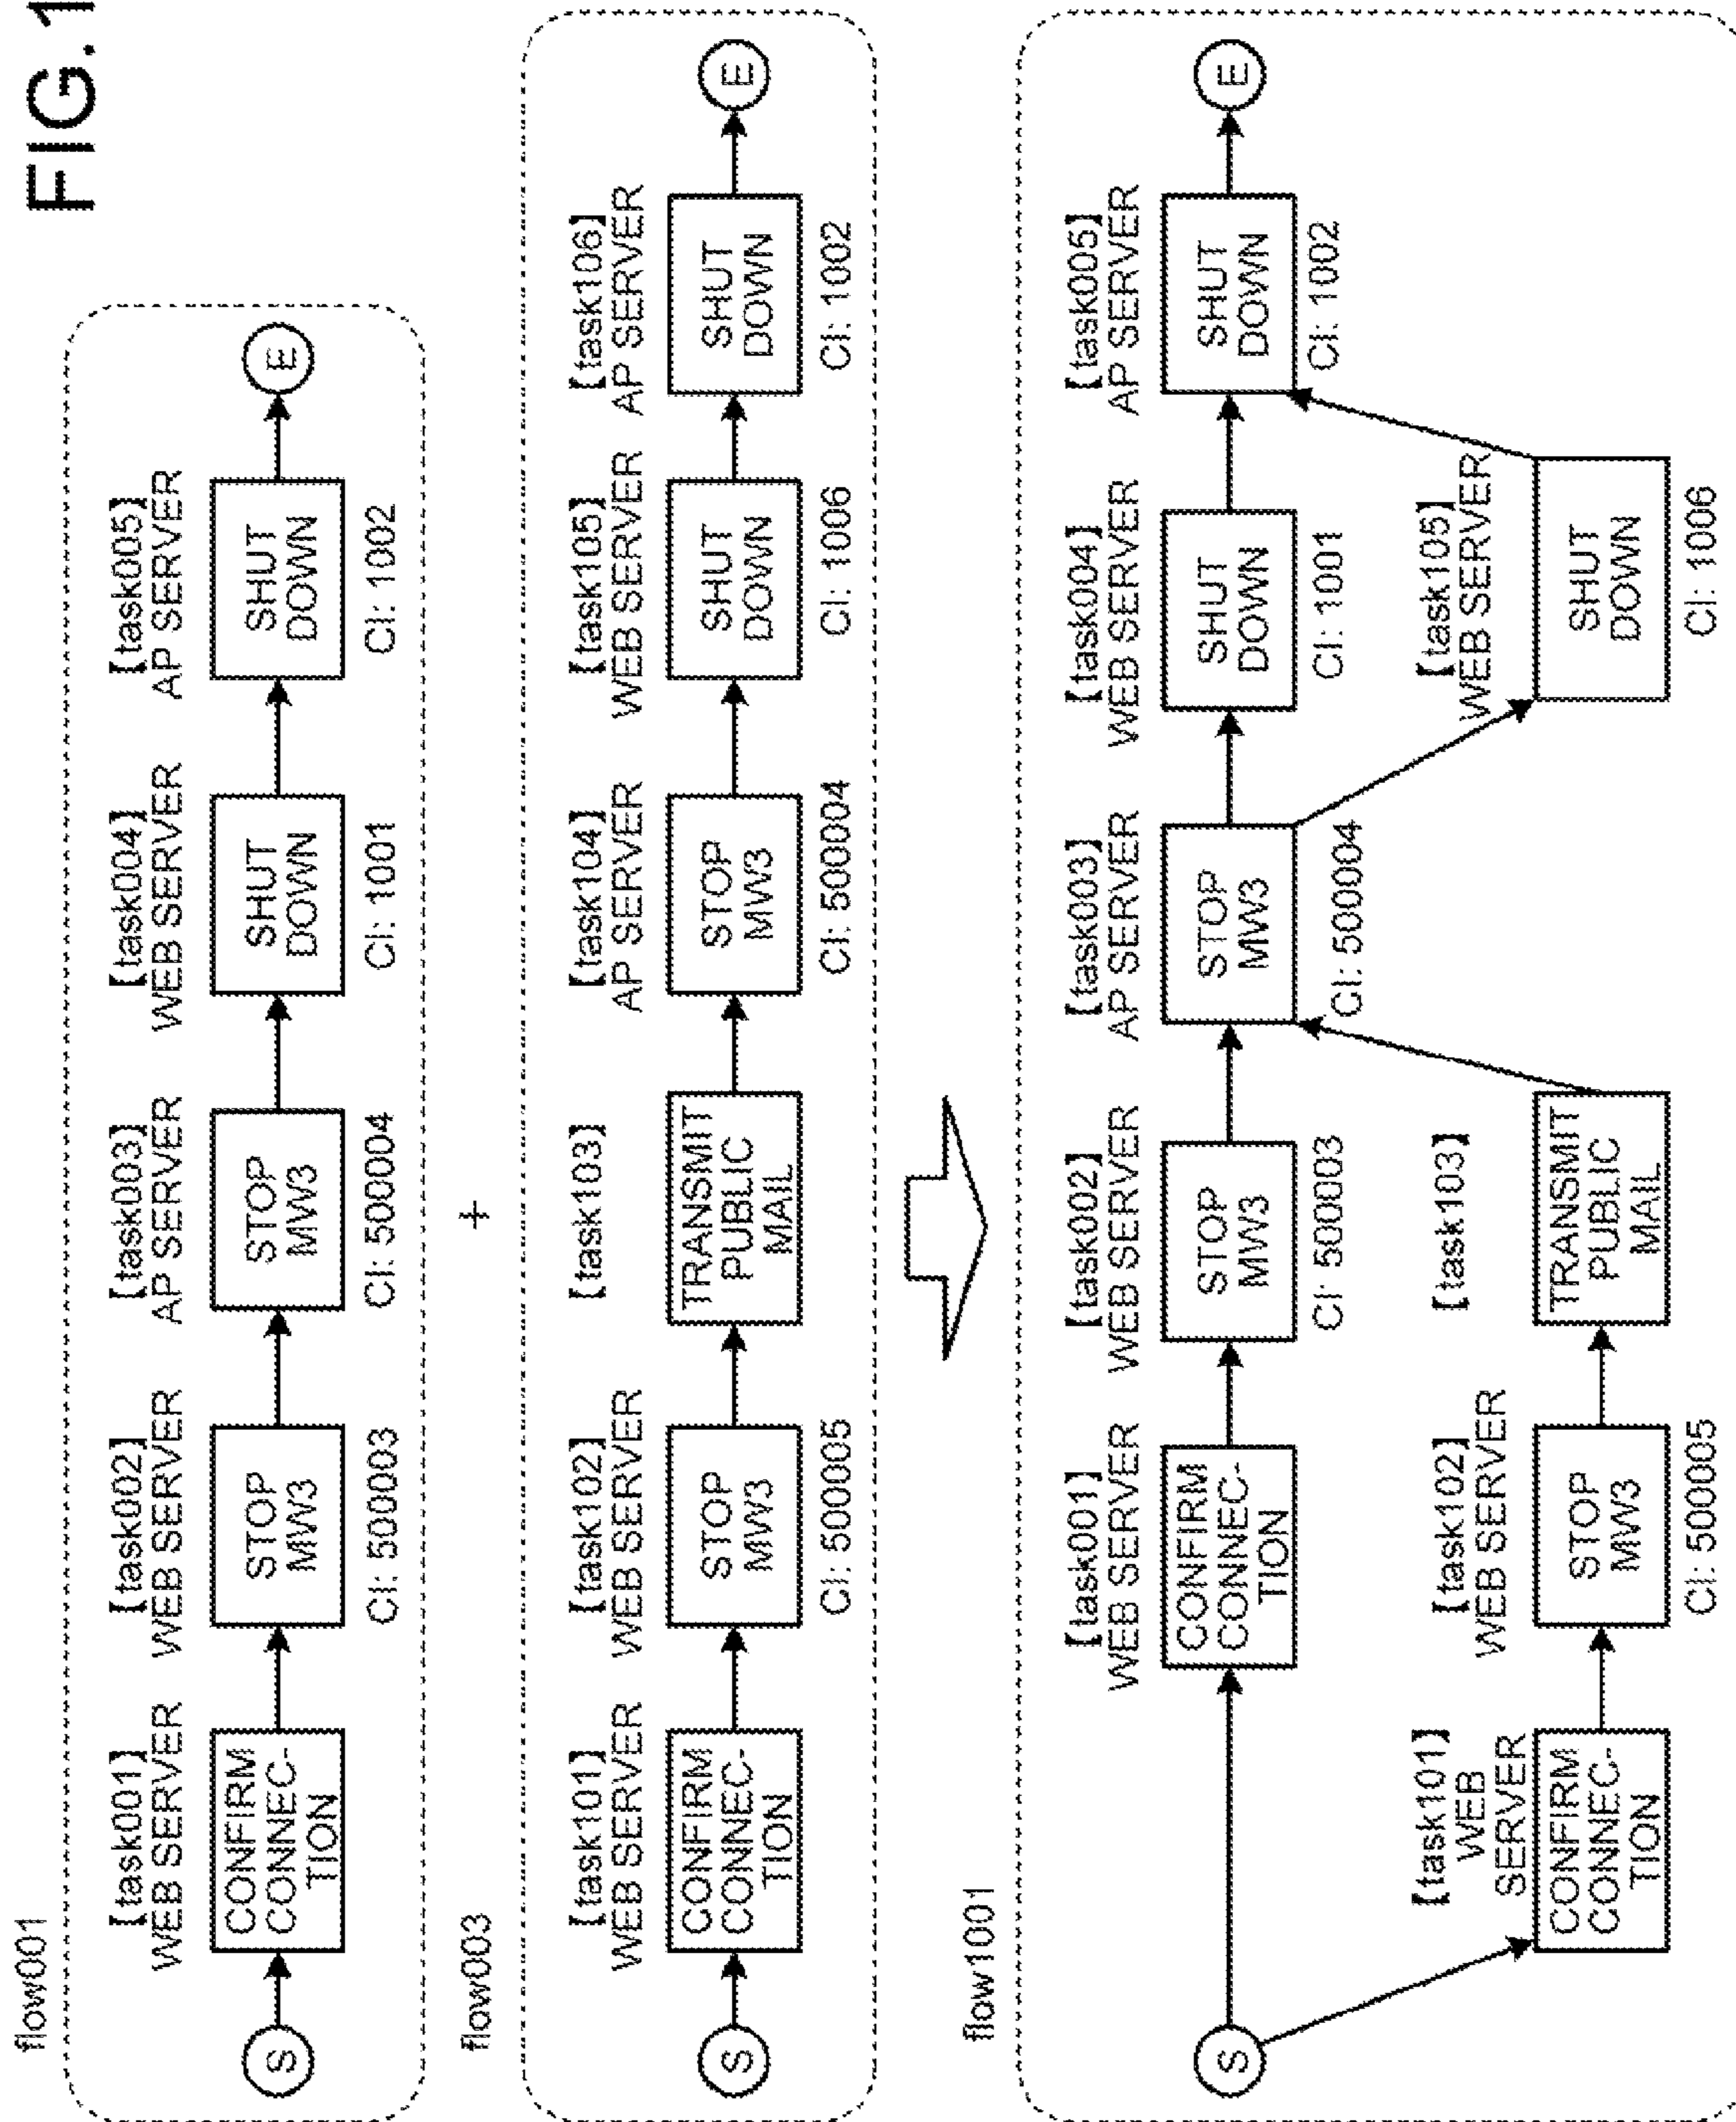 FIG.1
flow001
【task001】
WEB SERVER
CONFIRM
CONNEC-
TION
【task002】
WEB SERVER
STOP
MW3
CI: 500003
【task003】
AP SERVER
STOP
MW3
CI: 500004
【task004】
WEB SERVER
SHUT
DOWN
CI: 1001
【task005】
AP SERVER
SHUT
DOWN
CI: 1002
S
E
+
flow003
【task101】
WEB SERVER
CONFIRM
CONNEC-
TION
【task102】
WEB SERVER
STOP
MW3
CI: 500005
【task103】
TRANSMIT
PUBLIC
MAIL
【task104】
AP SERVER
STOP
MW3
CI: 500004
【task105】
WEB SERVER
SHUT
DOWN
CI: 1006
【task106】
AP SERVER
SHUT
DOWN
CI: 1002
S
E
flow1001
【task001】
WEB SERVER
CONFIRM
CONNEC-
TION
【task002】
WEB SERVER
STOP
MW3
CI: 500003
【task003】
AP SERVER
STOP
MW3
CI: 500004
【task004】
WEB SERVER
SHUT
DOWN
CI: 1001
【task005】
AP SERVER
SHUT
DOWN
CI: 1002
S
E
【task101】
WEB
SERVER
CONFIRM
CONNEC-
TION
【task102】
WEB SERVER
STOP
MW3
CI: 500005
【task103】
TRANSMIT
PUBLIC
MAIL
【task105】
WEB SERVER
SHUT
DOWN
CI: 1006